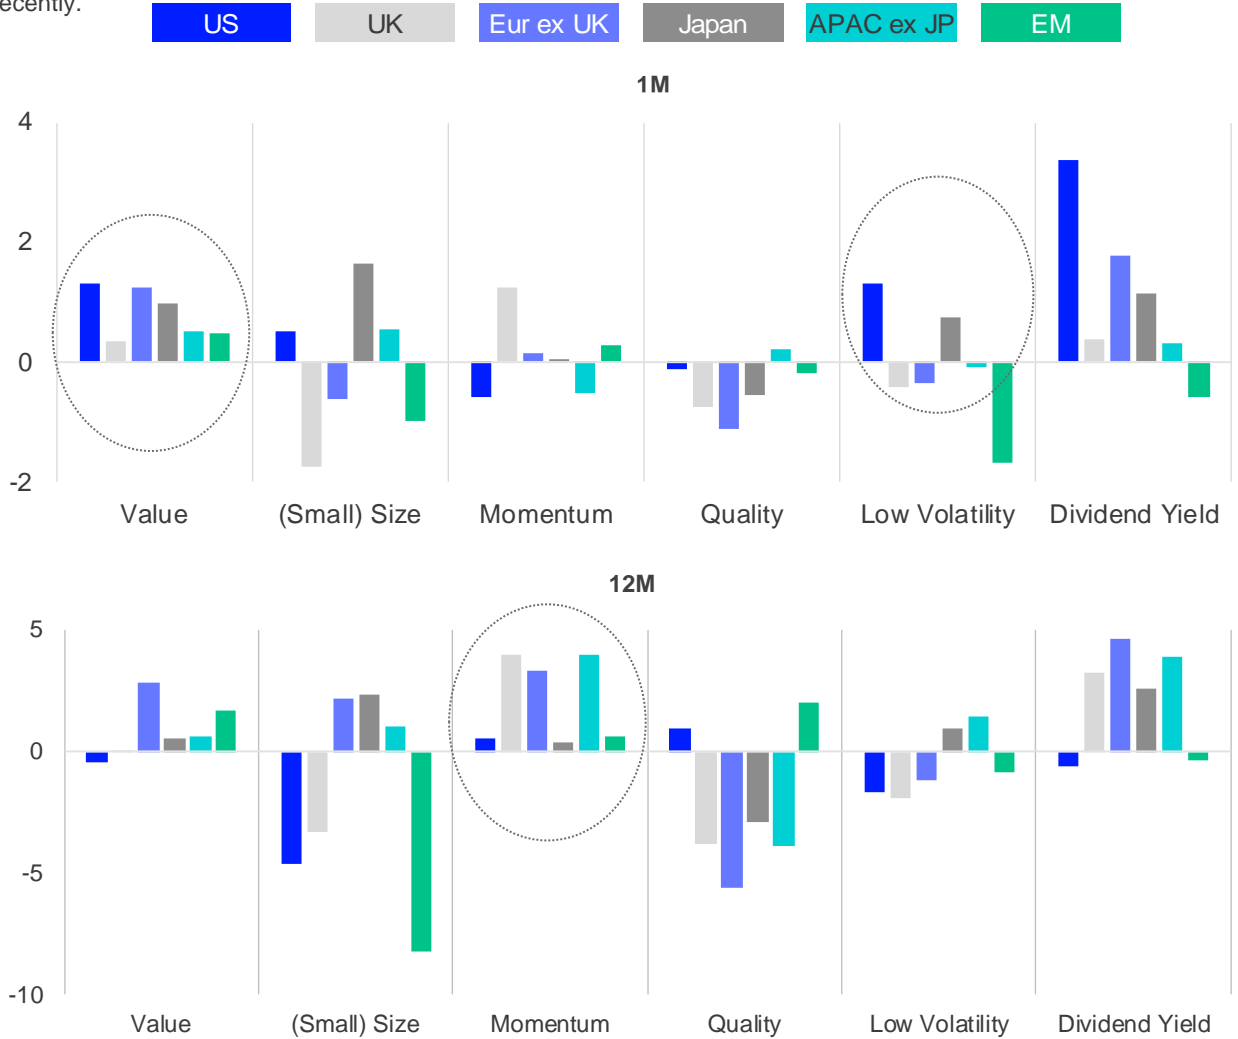 US UK Eur ex UK Japan APAC ex JP EM
1M
4
2
0
-2
Value (Small) Size Momentum Quality Low Volatility Dividend Yield
12M
5
0
-5
-10
Value (Small) Size Momentum Quality Low Volatility Dividend Yield